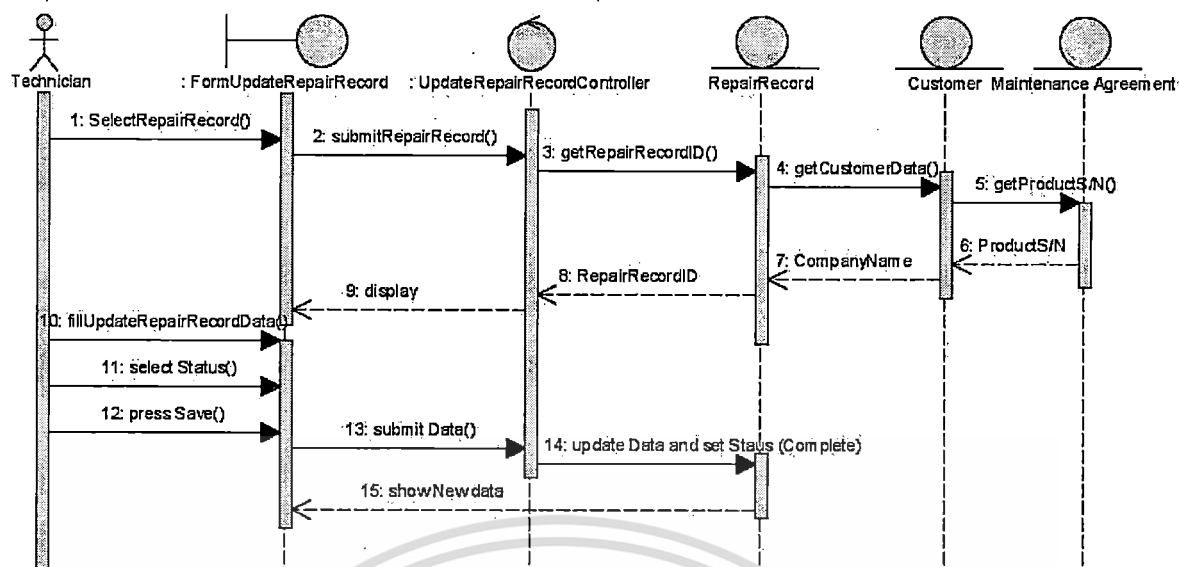 Technician
: FormUpdateRepairRecord
: UpdateRepairRecordController
RepairRecord
Customer
Maintenance Agreement
1: SelectRepairRecord()
2: submitRepairRecord()
3: getRepairRecordID()
4: getCustomerData()
5: getProductS/N()
6: ProductS/N
7: CompanyName
8: RepairRecordID
9: display
10: fillUpdateRepairRecordData()
11: select Status()
12: press Save()
13: submit Data()
14: update Data and set Staus (Complete)
15: showNewdata